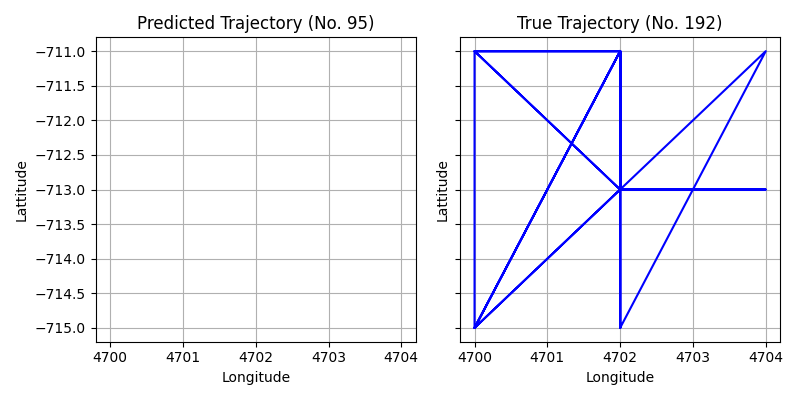 Predicted Trajectory (No. 95)
True Trajectory (No. 192)
−711.0
−711.5
−712.0
−712.5
−713.0
−713.5
−714.0
−714.5
−715.0
Lattitude
Lattitude
4700 4701 4702 4703 4704
4700 4701 4702 4703 4704
Longitude
Longitude